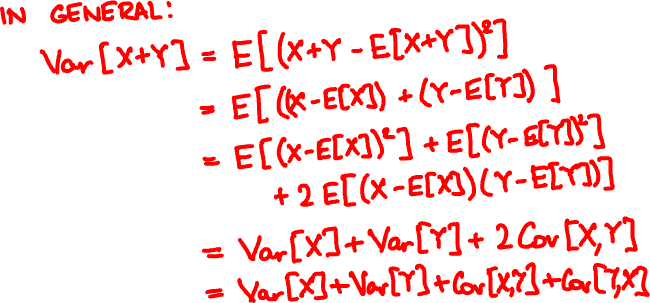 IN GENERAL:
Var[X+Y] = E[(X+Y - E[X+Y])²]
= E[((X-E[X]) + (Y-E[Y]) ]
= E[(X-E[X])²] + E[(Y-E[Y])²]
+ 2 E[(X-E[X])(Y-E[Y])]
= Var[X] + Var[Y] + 2 Cov[X,Y]
= Var[X] + Var[Y] + Cov[X,Y] + Cov[Y,X]